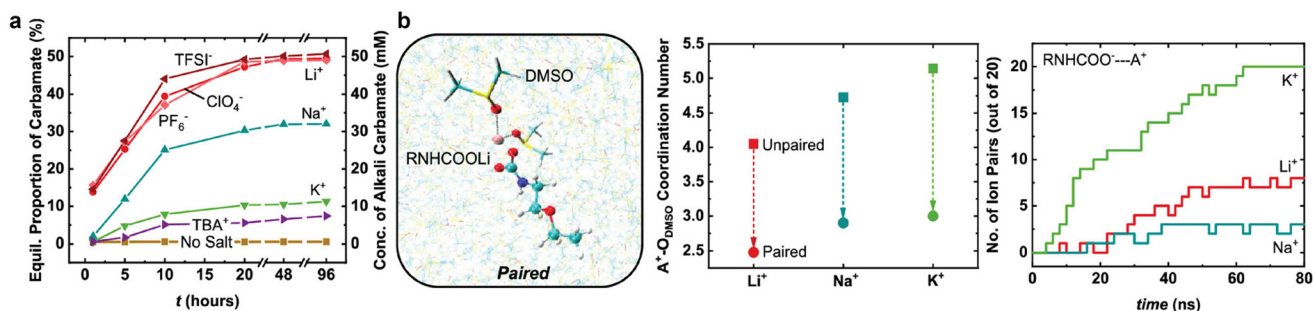 a
Equil. Proportion of Carbamate (%)
50
40
30
20
10
0
TFSI⁻
Li⁺
ClO₄⁻
PF₆⁻
Na⁺
K⁺
TBA⁺
No Salt
50
40
30
20
10
0
Conc. of Alkali Carbamate (mM)
0 5 10 20 48 96
t (hours)
b
DMSO
RNHCOOLi
Paired
A⁺-O_DMSO Coordination Number
5.5
5.0
4.5
4.0
3.5
3.0
2.5
Unpaired
Paired
Li⁺ Na⁺ K⁺
No. of Ion Pairs (out of 20)
20
15
10
5
0
RNHCOO⁻---A⁺
K⁺
Li⁺
Na⁺
0 20 40 60 80
time (ns)